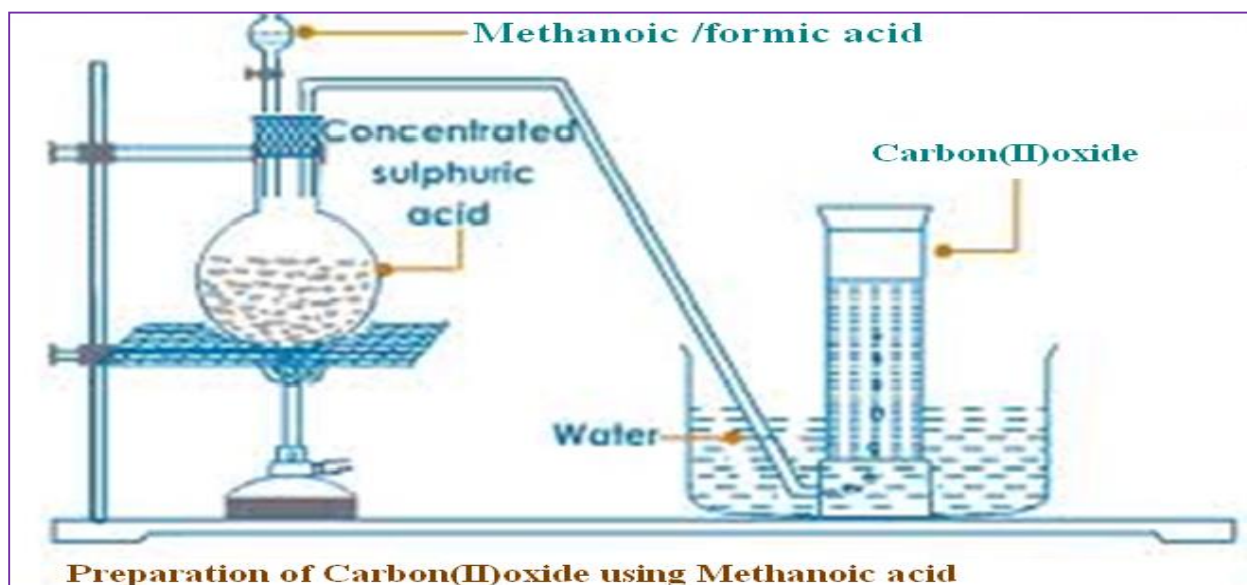 Methanoic /formic acid
Concentrated
sulphuric
acid
Carbon(II)oxide
Water
Preparation of Carbon(II)oxide using Methanoic acid